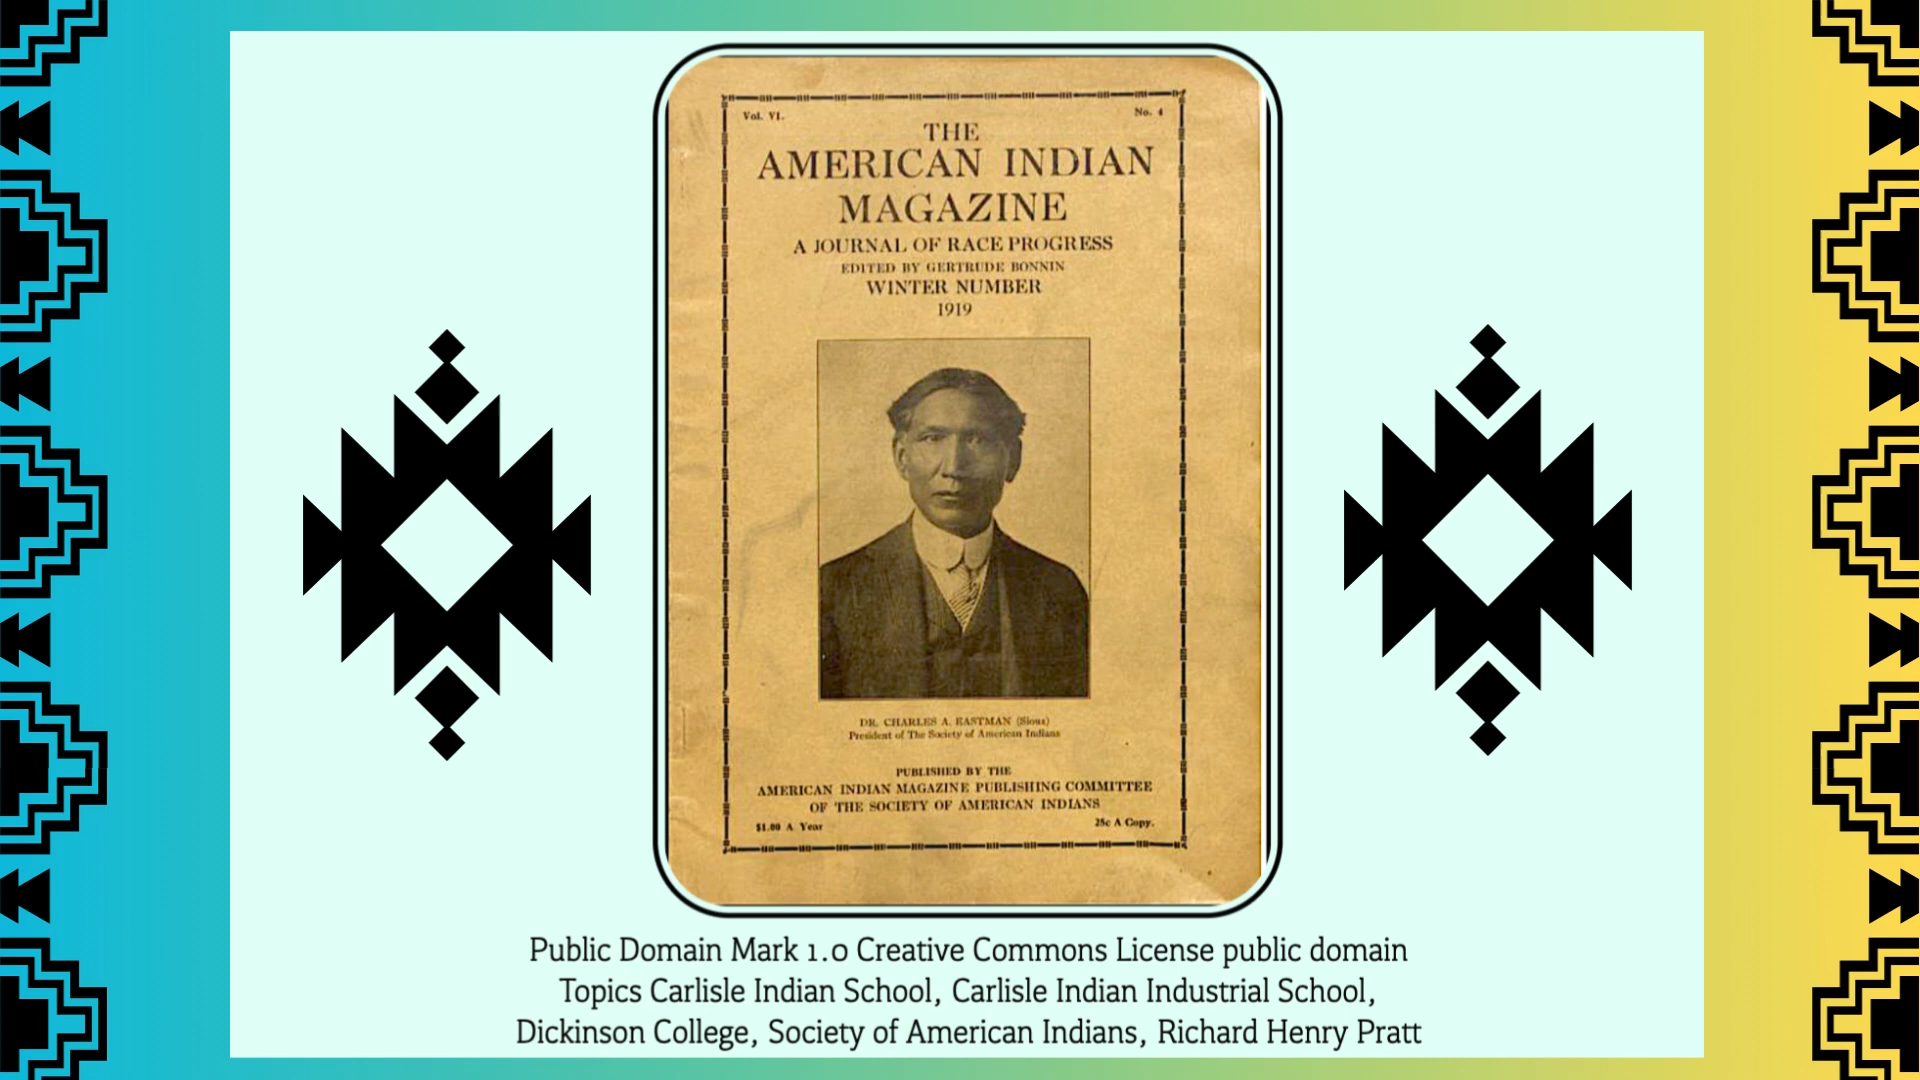 Vol. VI.
No. 4
THE
AMERICAN INDIAN
MAGAZINE
A JOURNAL OF RACE PROGRESS
EDITED BY GERTRUDE BONNIN
WINTER NUMBER
1919
DR. CHARLES A. EASTMAN (Sioux)
President of The Society of American Indians
PUBLISHED BY THE
AMERICAN INDIAN MAGAZINE PUBLISHING COMMITTEE
OF THE SOCIETY OF AMERICAN INDIANS
$1.00 A Year
25c A Copy.
Public Domain Mark 1.0 Creative Commons License public domain
Topics Carlisle Indian School, Carlisle Indian Industrial School,
Dickinson College, Society of American Indians, Richard Henry Pratt